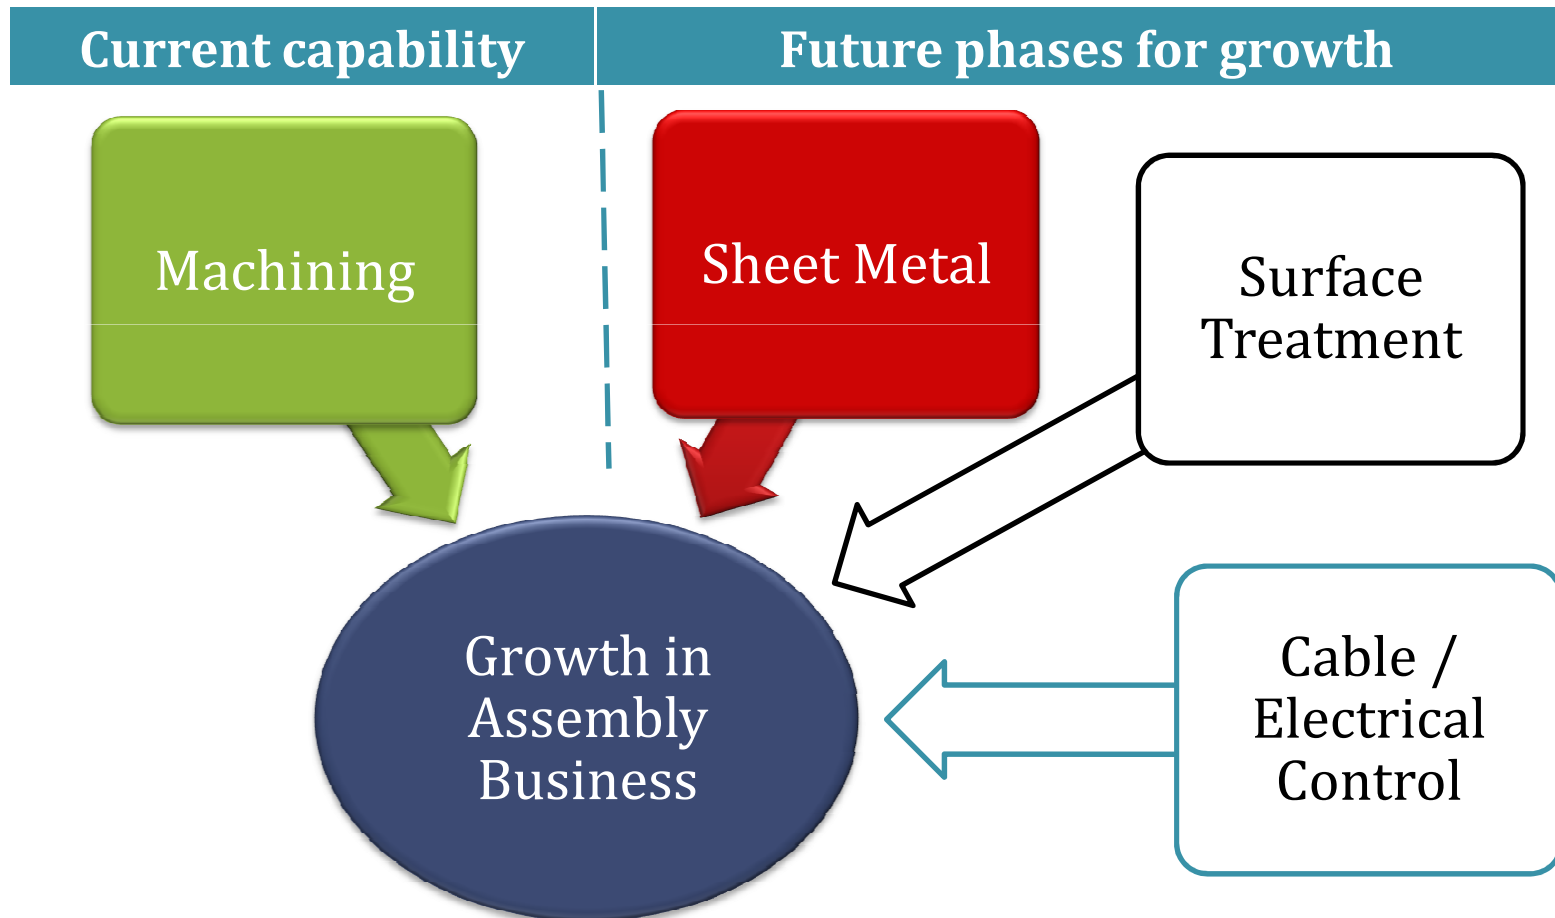 Current capability
Future phases for growth
Machining
Sheet Metal
Surface
Treatment
Growth in
Assembly
Business
Cable /
Electrical
Control